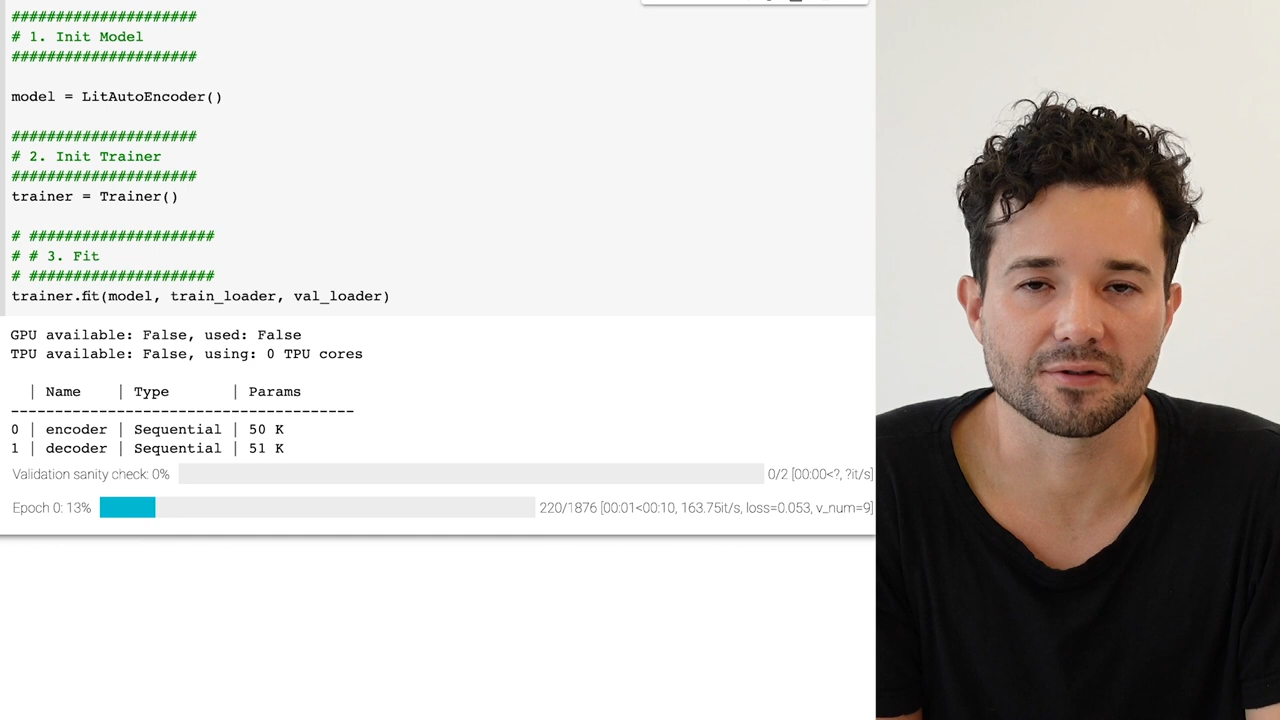 ####################
# 1. Init Model
####################
model = LitAutoEncoder()
####################
# 2. Init Trainer
####################
trainer = Trainer()
# ####################
# # 3. Fit
# ####################
trainer.fit(model, train_loader, val_loader)
GPU available: False, used: False
TPU available: False, using: 0 TPU cores
| Name | Type | Params
---------------------------------------
0 | encoder | Sequential | 50 K
1 | decoder | Sequential | 51 K
Validation sanity check: 0% 0/2 [00:00<?, ?it/s]
Epoch 0: 13% 220/1876 [00:01<00:10, 163.75it/s, loss=0.053, v_num=9]